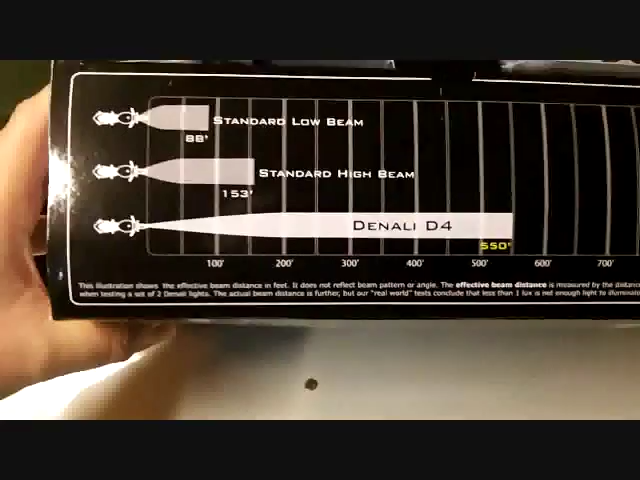 STANDARD LOW BEAM
88'
STANDARD HIGH BEAM
153'
DENALI D4
550'
100' 200' 300' 400' 500' 600' 700'
This illustration shows the effective beam distance in feet. It does not reflect beam pattern or angle. The effective beam distance is measured by the distance
when testing a set of 2 Denali lights. The actual beam distance is further, but our "real world" tests conclude that less than 1 lux is not enough light to